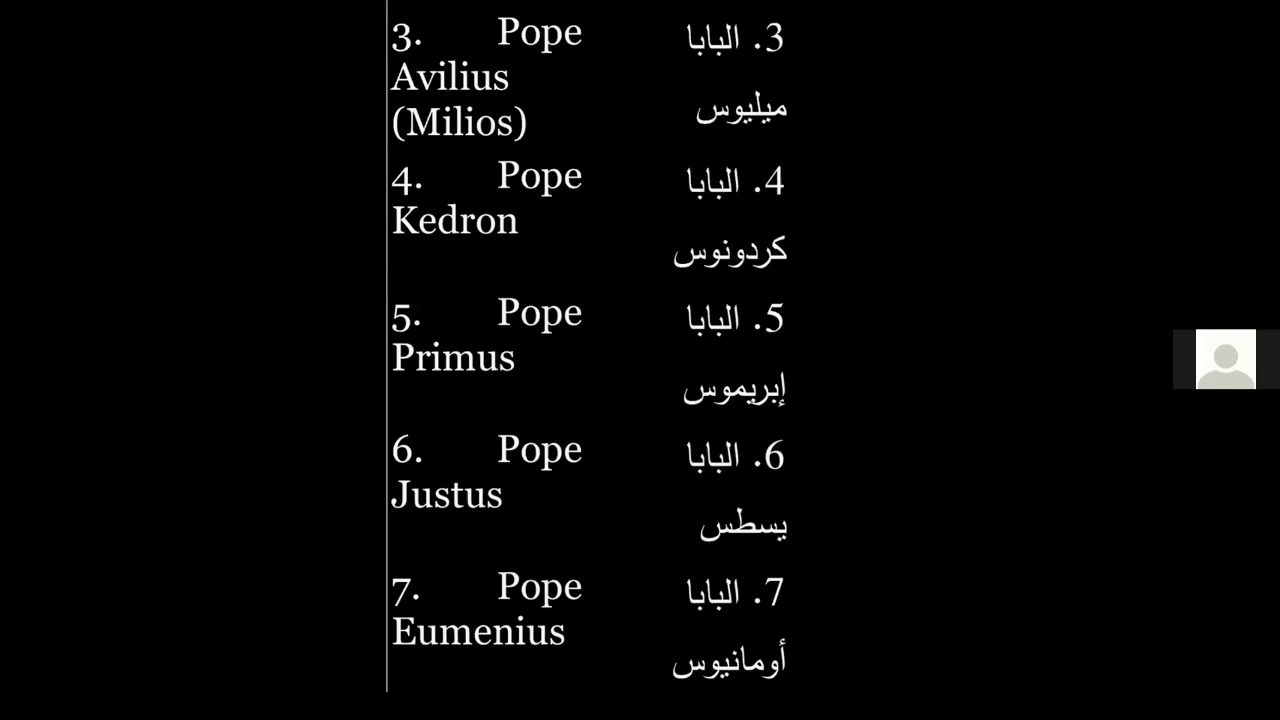 3. Pope
Avilius
(Milios)
3. البابا
ميليوس
4. Pope
Kedron
4. البابا
كردونوس
5. Pope
Primus
5. البابا
إبريموس
6. Pope
Justus
6. البابا
يسطس
7. Pope
Eumenius
7. البابا
أومانيوس